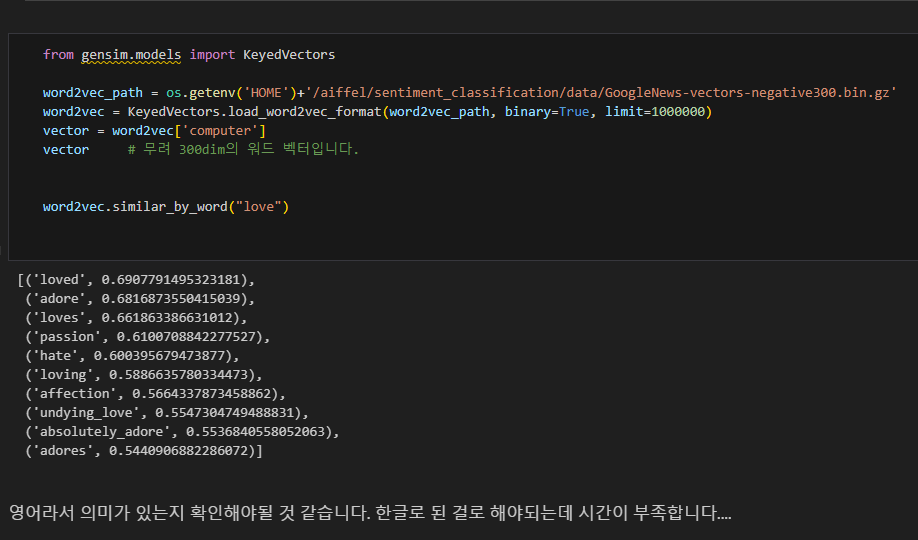 from gensim.models import KeyedVectors
word2vec_path = os.getenv('HOME')+'/aiffel/sentiment_classification/data/GoogleNews-vectors-negative300.bin.gz'
word2vec = KeyedVectors.load_word2vec_format(word2vec_path, binary=True, limit=1000000)
vector = word2vec['computer']
vector     # 무려 300dim의 워드 벡터입니다.
word2vec.similar_by_word("love")
[('loved', 0.6907791495323181),
('adore', 0.6816873550415039),
('loves', 0.661863386631012),
('passion', 0.6100708842277527),
('hate', 0.600395679473877),
('loving', 0.5886635780334473),
('affection', 0.5664337873458862),
('undying_love', 0.5547304749488831),
('absolutely_adore', 0.5536840558052063),
('adores', 0.5440906882286072)]
영어라서 의미가 있는지 확인해야될 것 같습니다. 한글로 된 걸로 해야되는데 시간이 부족합니다....